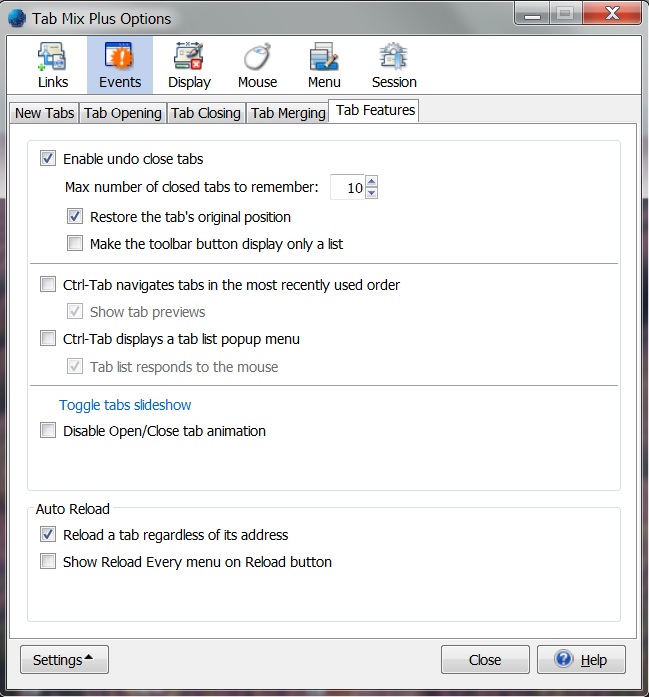 Tab Mix Plus Options
Links Events Display Mouse Menu Session
New Tabs Tab Opening Tab Closing Tab Merging Tab Features
Enable undo close tabs
Max number of closed tabs to remember: 10
Restore the tab's original position
Make the toolbar button display only a list
Ctrl-Tab navigates tabs in the most recently used order
Show tab previews
Ctrl-Tab displays a tab list popup menu
Tab list responds to the mouse
Toggle tabs slideshow
Disable Open/Close tab animation
Auto Reload
Reload a tab regardless of its address
Show Reload Every menu on Reload button
Settings Close Help